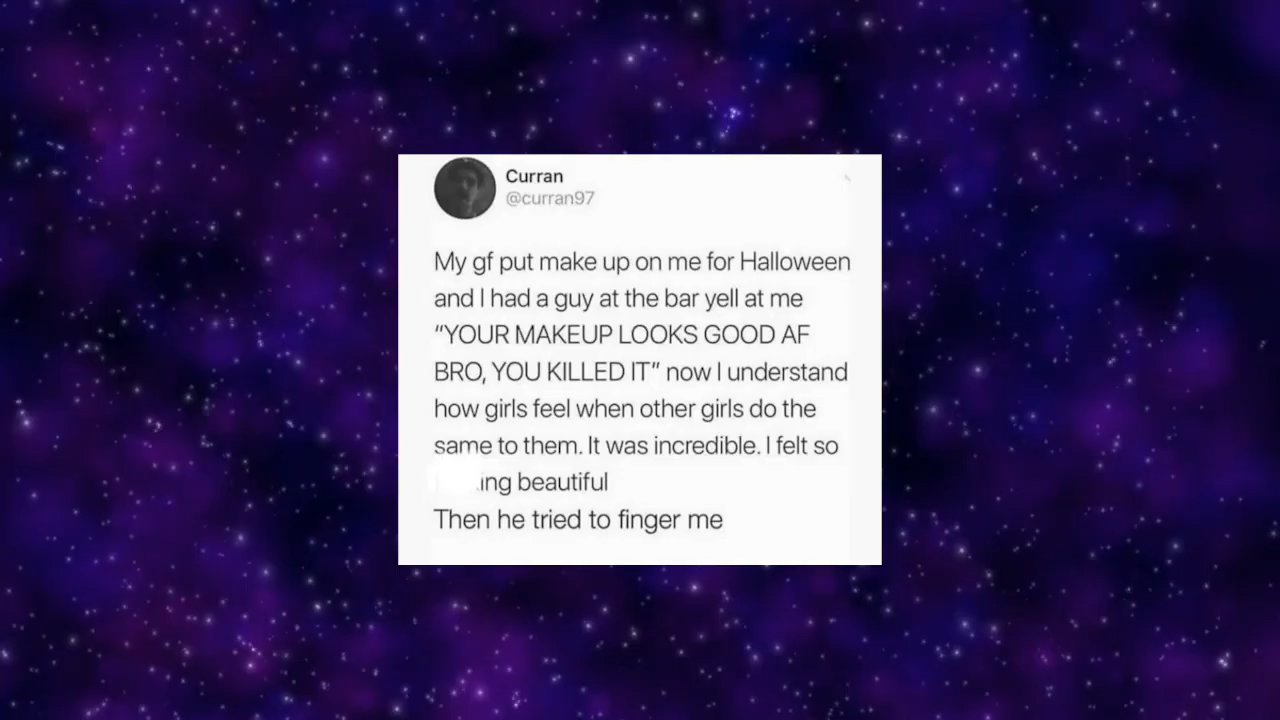 Curran
@curran97
My gf put make up on me for Halloween
and I had a guy at the bar yell at me
“YOUR MAKEUP LOOKS GOOD AF
BRO, YOU KILLED IT” now I understand
how girls feel when other girls do the
same to them. It was incredible. I felt so
ing beautiful
Then he tried to finger me